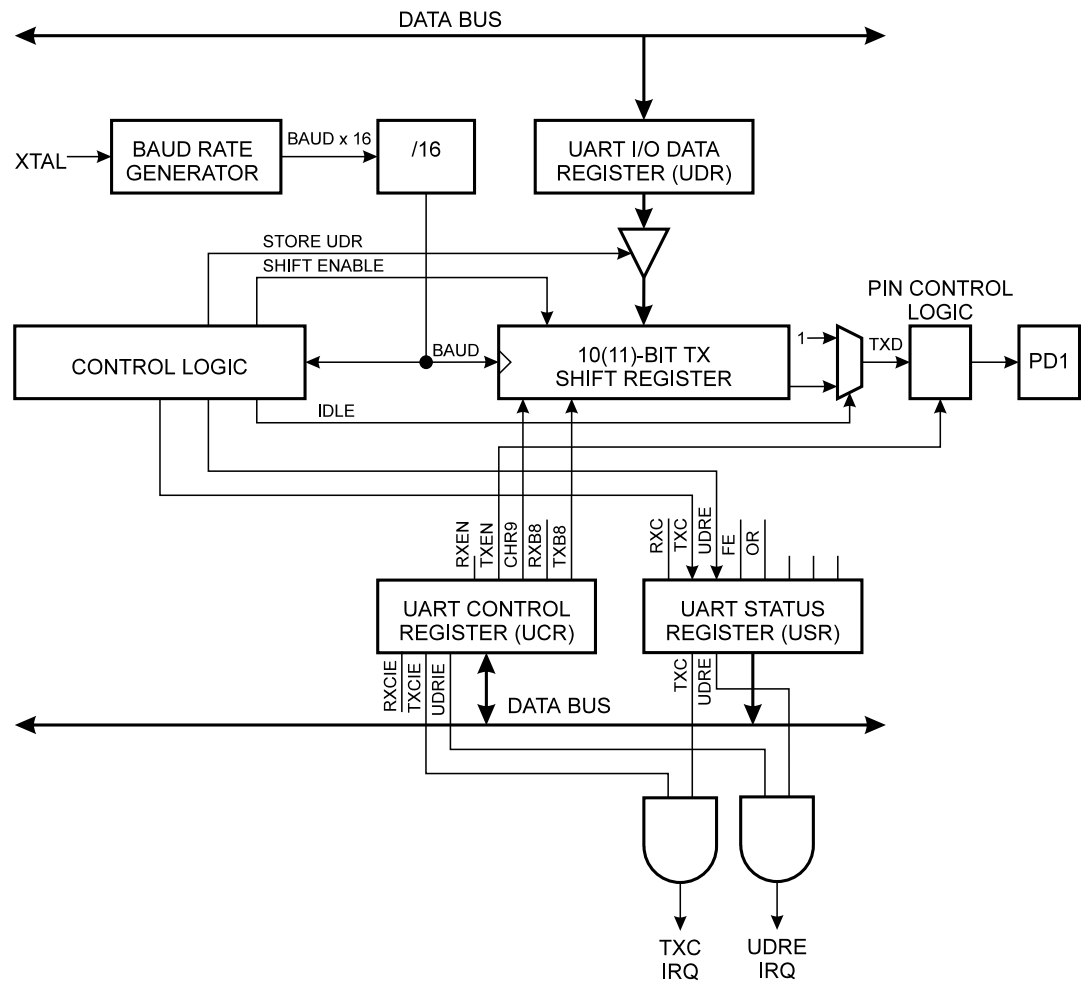 DATA BUS
XTAL
BAUD RATE
GENERATOR
BAUD x 16
/16
UART I/O DATA
REGISTER (UDR)
STORE UDR
SHIFT ENABLE
PIN CONTROL
LOGIC
CONTROL LOGIC
BAUD
10(11)-BIT TX
SHIFT REGISTER
1
TXD
PD1
IDLE
RXEN
TXEN
CHR9
RXB8
TXB8
RXC
TXC
UDRE
FE
OR
UART CONTROL
REGISTER (UCR)
UART STATUS
REGISTER (USR)
RXCIE
TXCIE
UDRIE
TXC
UDRE
DATA BUS
TXC
IRQ
UDRE
IRQ